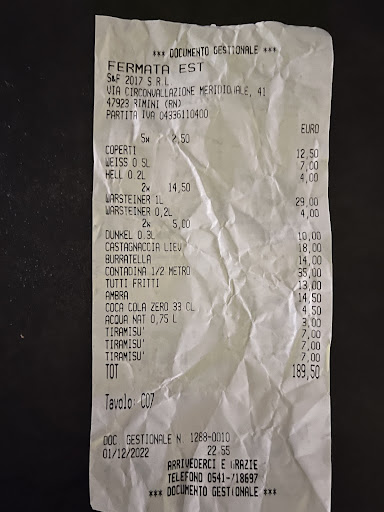 *** DOCUMENTO GESTIONALE ***
FERMATA EST
S&F 2017 S R L
VIA CIRCONVALLAZIONE MERIDIONALE, 41
47923 RIMINI (RN)
PARTITA IVA 04336110400
EURO
5x 2,50
COPERTI 12,50
WEISS 0 5L 7,00
HELL 0.2L 4,00
2x 14,50
WARSTEINER 1L 29,00
WARSTEINER 0,2L 4,00
2x 5,00
DUNKEL 0.3L 10,00
CASTAGNACCIA LIEV 18,00
BURRATELLA 14,00
CONTADINA 1/2 METRO 35,00
TUTTI FRITTI 13,00
AMBRA 14,50
COCA COLA ZERO 33 CL 4,50
ACQUA NAT 0,75 L 3,00
TIRAMISU' 7,00
TIRAMISU' 7,00
TIRAMISU' 7,00
TOT 189,50
Tavolo: C07
DOC GESTIONALE N. 1288-0010
01/12/2022 22 55
ARRIVEDERCI E GRAZIE
TELEFONO 0541-718697
*** DOCUMENTO GESTIONALE ***